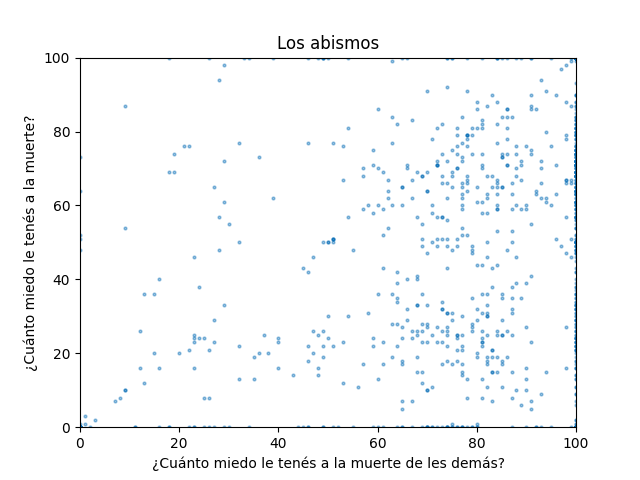 Los abismos
100
80
60
40
20
0
¿Cuánto miedo le tenés a la muerte?
0 20 40 60 80 100
¿Cuánto miedo le tenés a la muerte de les demás?